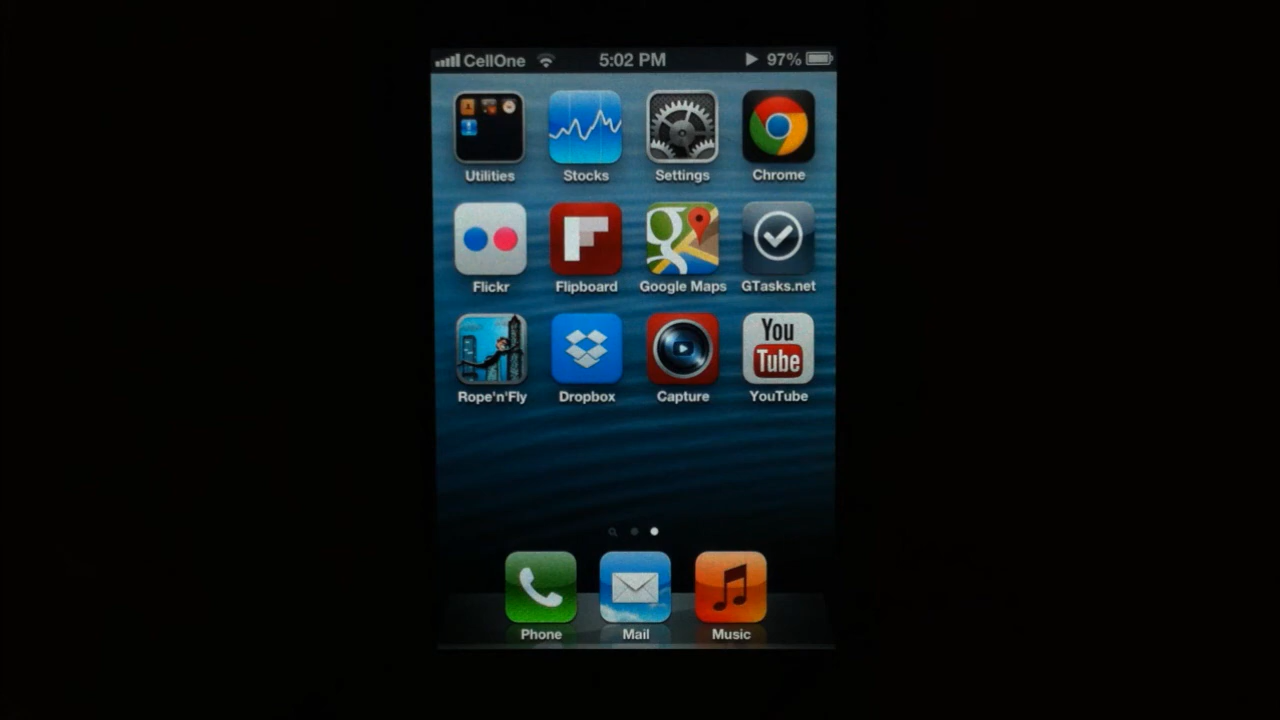 CellOne 5:02 PM 97%
Utilities Stocks Settings Chrome
Flickr Flipboard Google Maps GTasks.net
Rope'n'Fly Dropbox Capture You Tube YouTube
Phone Mail Music